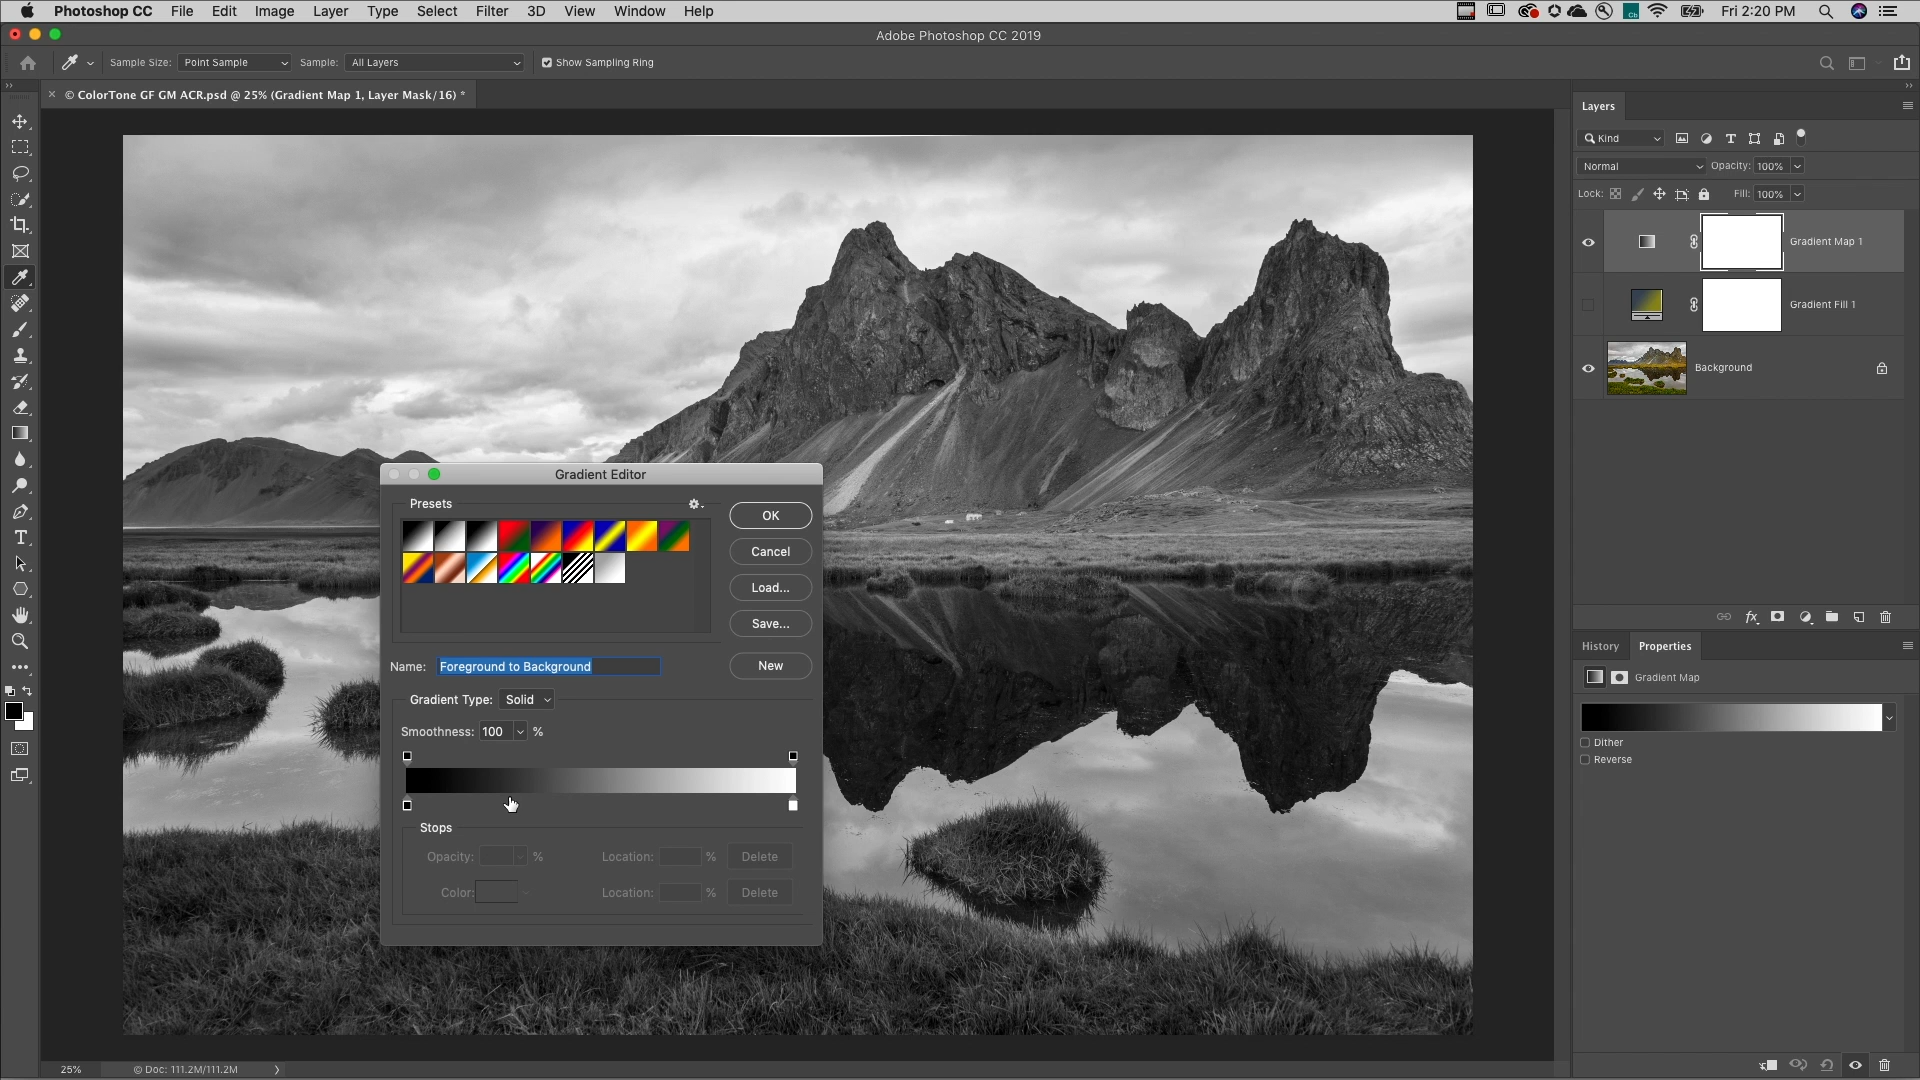 Photoshop CC File Edit Image Layer Type Select Filter 3D View Window Help Fri 2:20 PM
Adobe Photoshop CC 2019
Sample Size: Point Sample Sample: All Layers Show Sampling Ring
© ColorTone GF GM ACR.psd @ 25% (Gradient Map 1, Layer Mask/16) *
Layers
Kind
Normal Opacity: 100%
Lock: Fill: 100%
Gradient Map 1
Gradient Fill 1
Background
Gradient Editor
Presets
OK
Cancel
Load...
Save...
New
Name: Foreground to Background
Gradient Type: Solid
Smoothness: 100 %
Stops
Opacity: % Location: % Delete
Color: Location: % Delete
History Properties
Gradient Map
Dither
Reverse
25% © Doc: 111.2M/111.2M